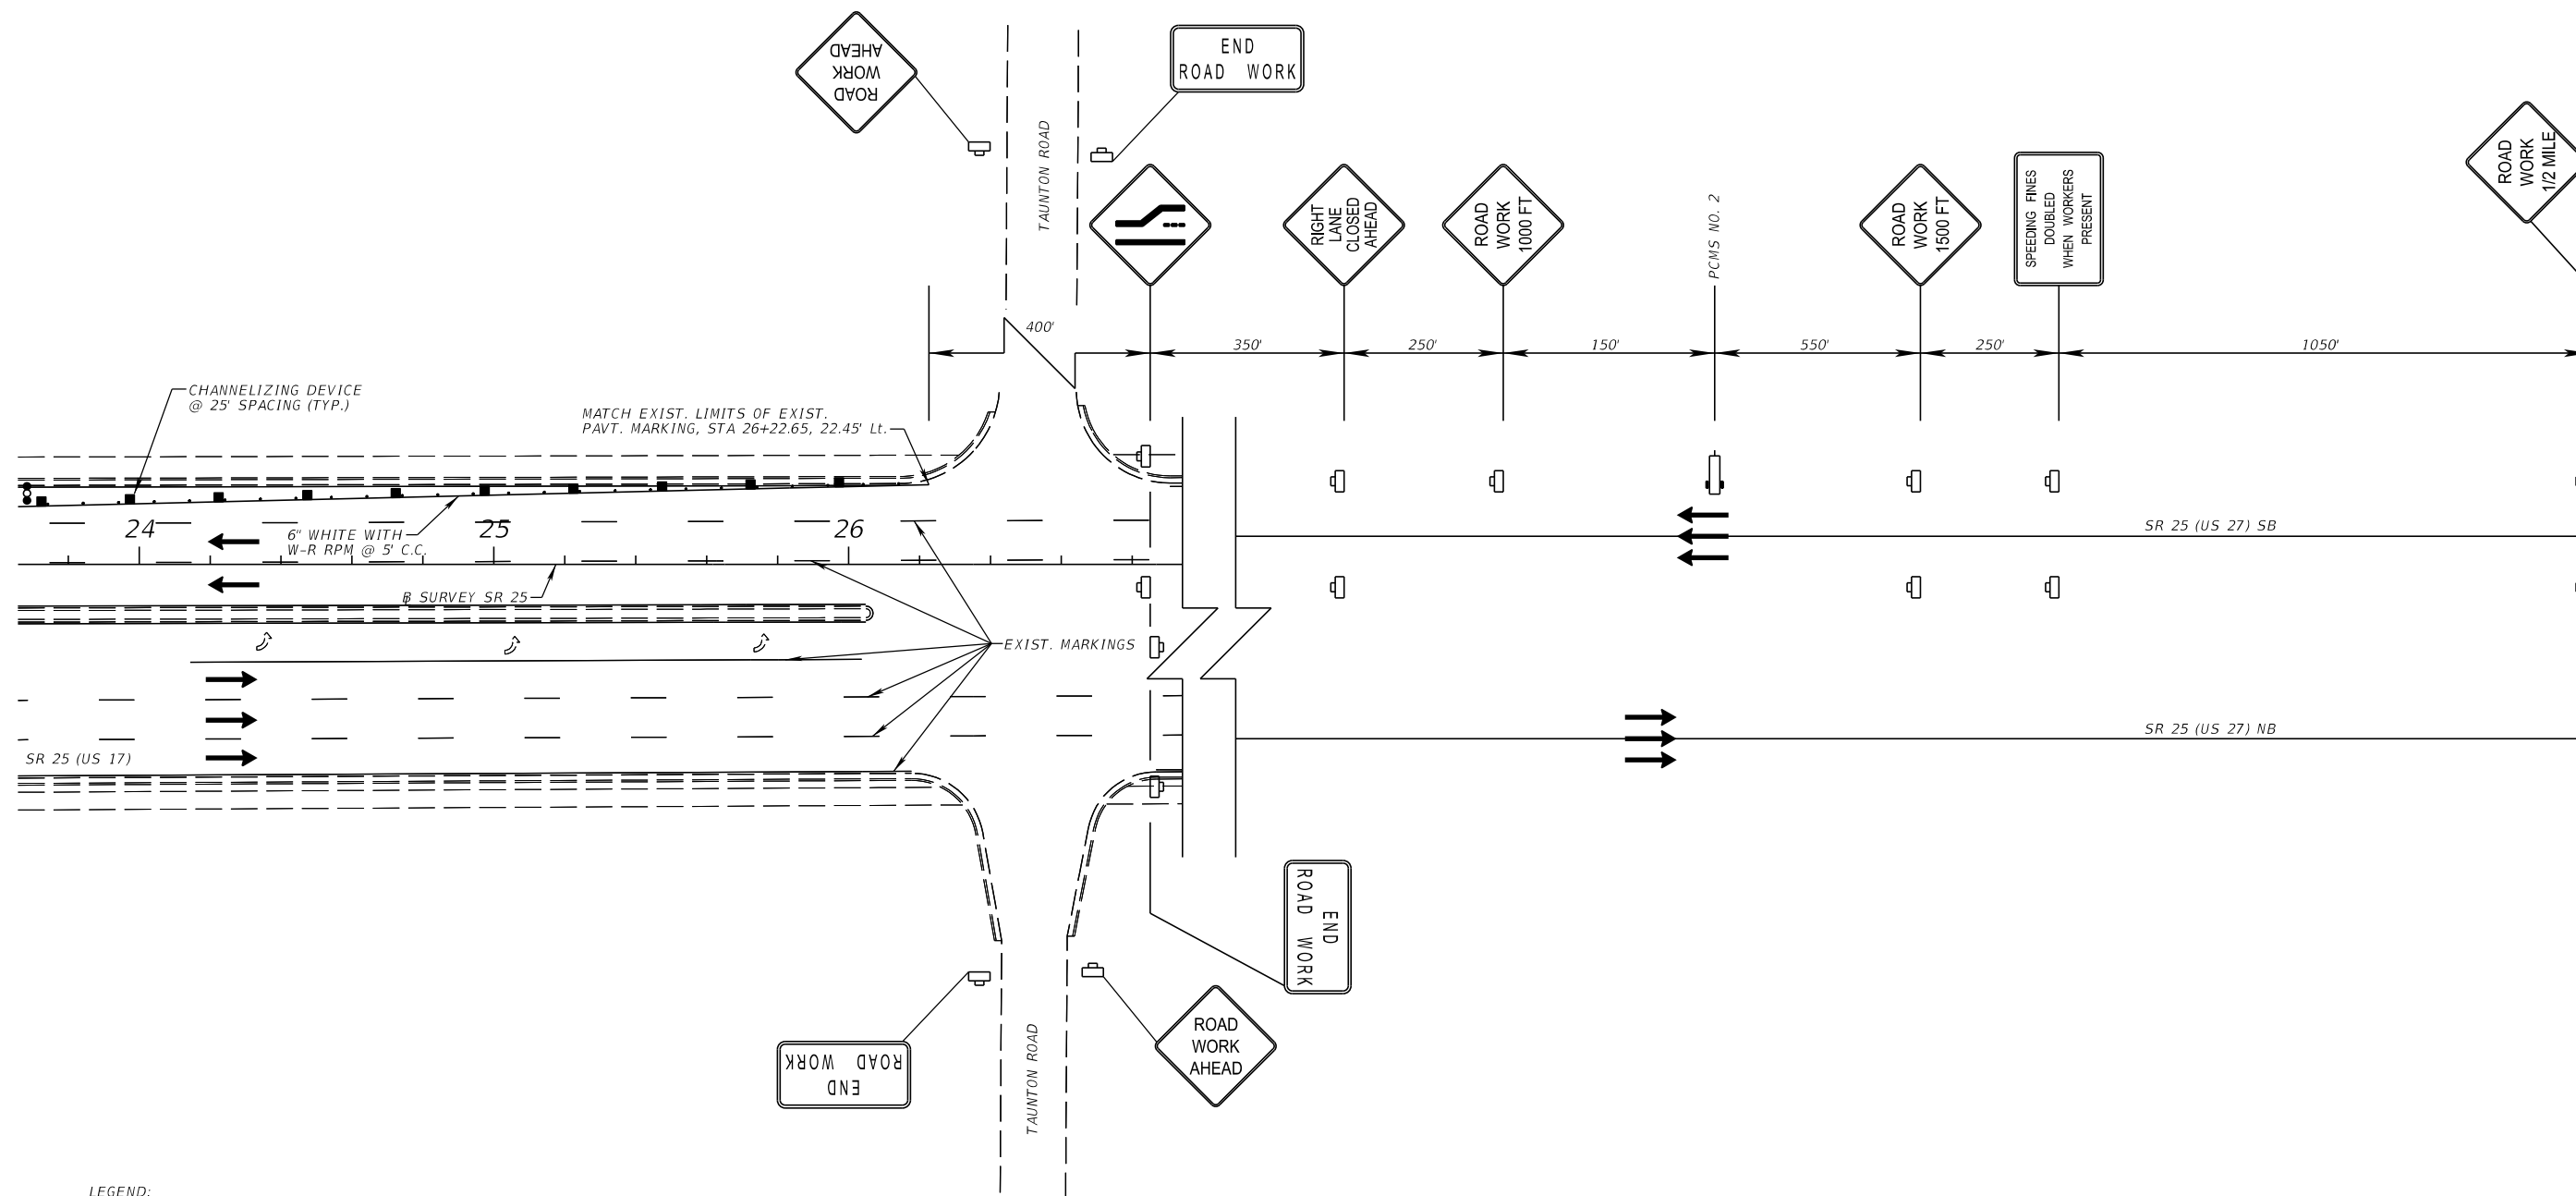 ROAD
WORK
AHEAD
END
ROAD WORK
TAUNTON ROAD
RIGHT
LANE
CLOSED
AHEAD
ROAD
WORK
1000 FT
PCMS NO. 2
ROAD
WORK
1500 FT
SPEEDING FINES
DOUBLED
WHEN WORKERS
PRESENT
ROAD
WORK
1/2 MILE
400'
350'
250'
150'
550'
250'
1050'
CHANNELIZING DEVICE
@ 25' SPACING (TYP.)
MATCH EXIST. LIMITS OF EXIST.
PAVT. MARKING, STA 26+22.65, 22.45' Lt.
24
25
26
6" WHITE WITH
W-R RPM @ 5' C.C.
SR 25 (US 27) SB
B SURVEY SR 25
EXIST. MARKINGS
SR 25 (US 27) NB
SR 25 (US 17)
END
ROAD WORK
END
ROAD WORK
ROAD
WORK
AHEAD
TAUNTON ROAD
LEGEND: